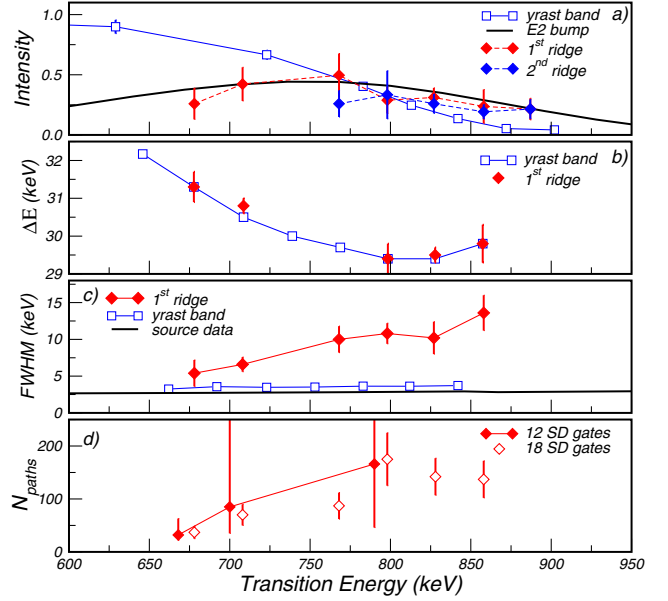 yrast band
a)
E2 bump
1st ridge
2nd ridge
Intensity
1.0
0.5
0.0
yrast band
b)
1st ridge
ΔE (keV)
32
31
30
29
c)
1st ridge
yrast band
source data
FWHM (keV)
15
10
5
0
d)
12 SD gates
18 SD gates
Npaths
200
100
0
600 650 700 750 800 850 900 950
Transition Energy (keV)